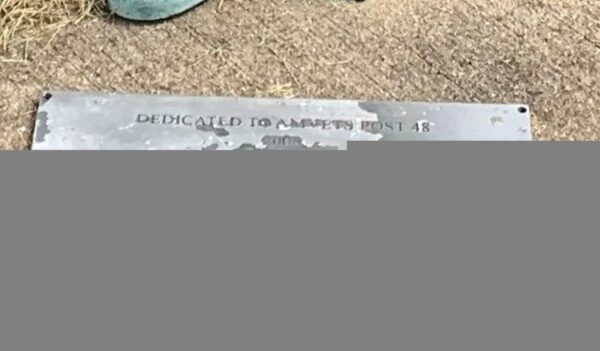 DEDICATED TO AMVETS POST 48